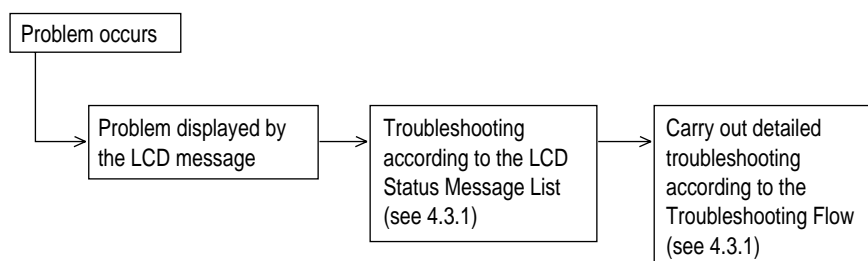 Problem occurs
Problem displayed by
the LCD message
Troubleshooting
according to the LCD
Status Message List
(see 4.3.1)
Carry out detailed
troubleshooting
according to the
Troubleshooting Flow
(see 4.3.1)